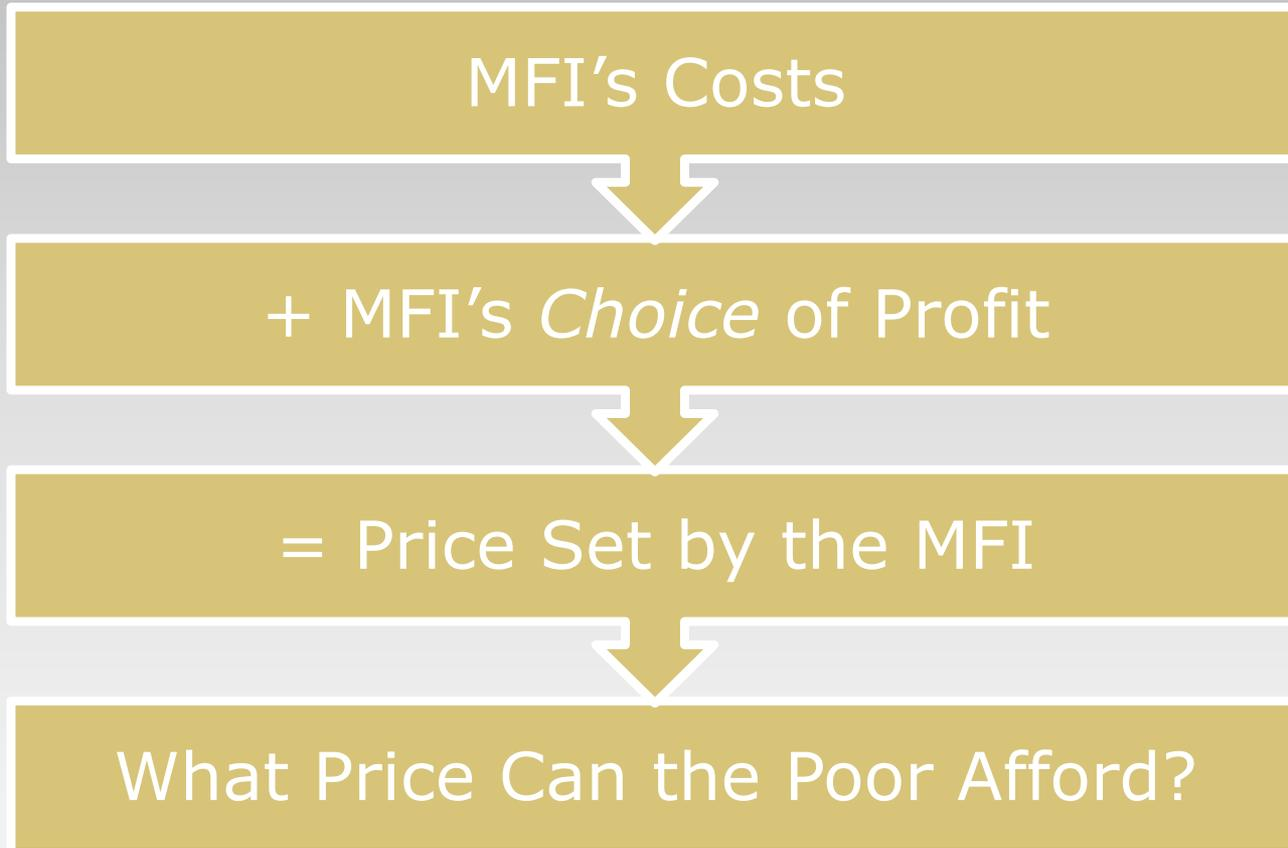 MFI’s Costs
+ MFI’s Choice of Profit
= Price Set by the MFI
What Price Can the Poor Afford?